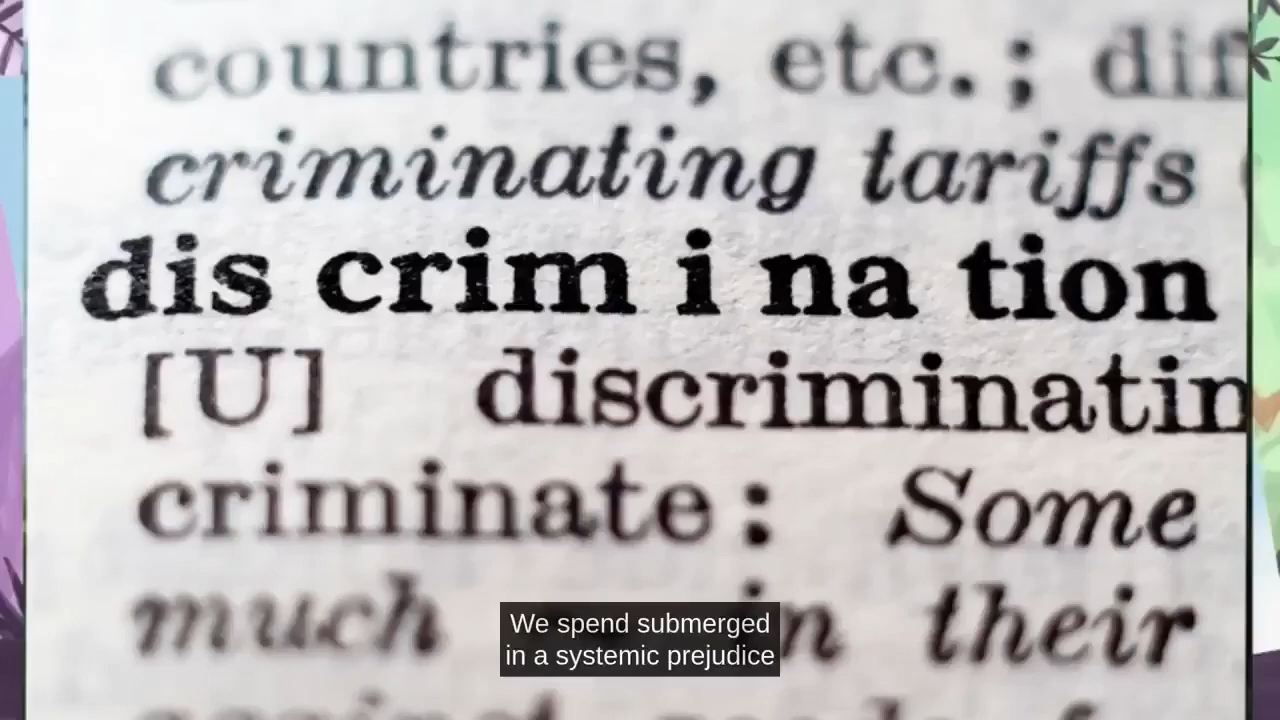 countries, etc.; dif
criminating tariffs
dis crim i na tion
[U] discriminatin
criminate: Some
much in their
We spend submerged
in a systemic prejudice